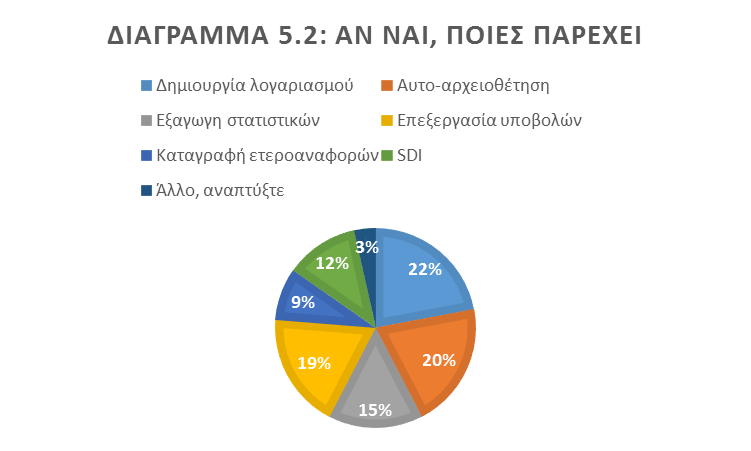 ΔΙΑΓΡΑΜΜΑ 5.2: ΑΝ ΝΑΙ, ΠΟΙΕΣ ΠΑΡΕΧΕΙ
Δημιουργία λογαριασμού Αυτο-αρχειοθέτηση
Εξαγωγη στατιστικών Επεξεργασία υποβολών
Καταγραφή ετεροαναφορών SDI
Άλλο, αναπτύξτε
3%
22%
12%
9%
20%
19%
15%